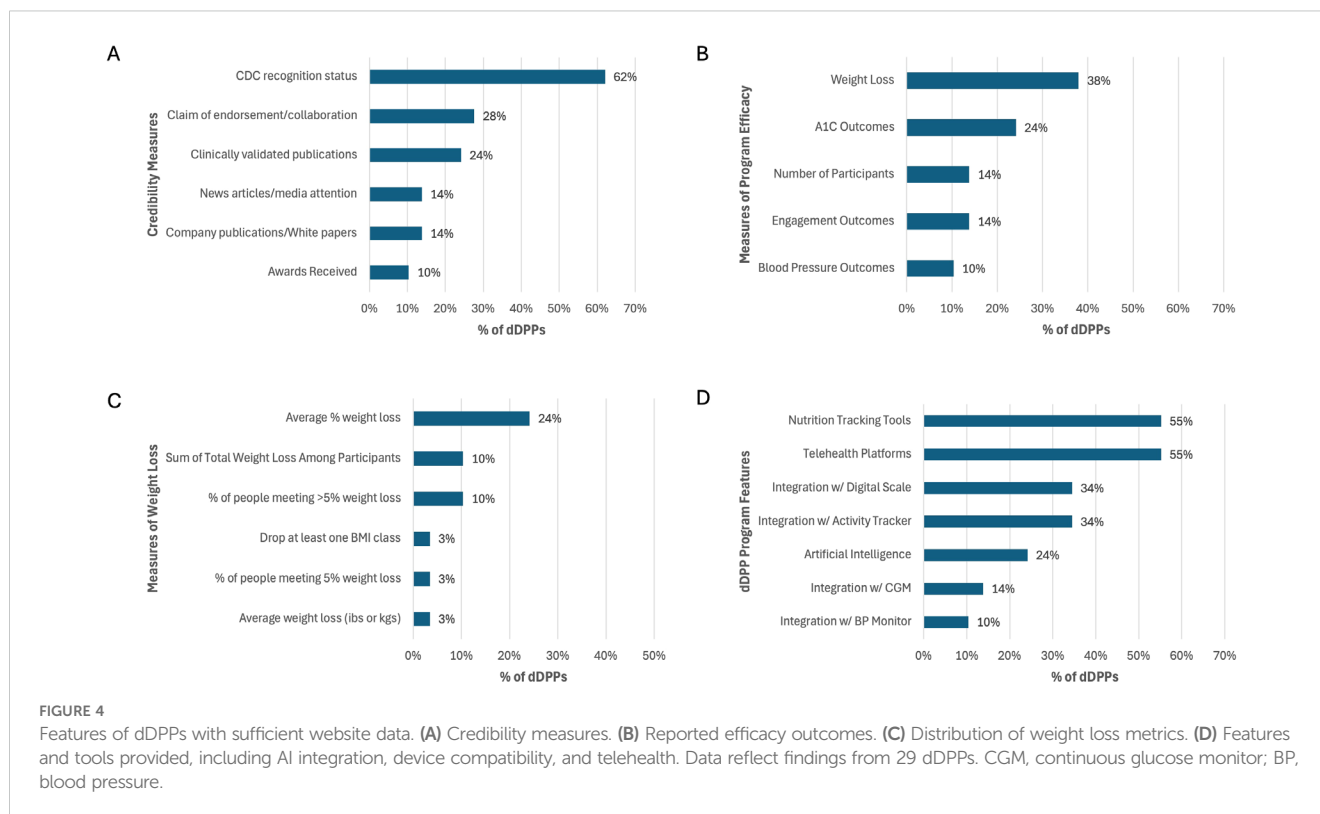 A
Credibility Measures
CDC recognition status 62%
Claim of endorsement/collaboration 28%
Clinically validated publications 24%
News articles/media attention 14%
Company publications/White papers 14%
Awards Received 10%
0% 10% 20% 30% 40% 50% 60% 70%
% of dDPPs
B
Measures of Program Efficacy
Weight Loss 38%
A1C Outcomes 24%
Number of Participants 14%
Engagement Outcomes 14%
Blood Pressure Outcomes 10%
0% 10% 20% 30% 40% 50% 60% 70%
% of dDPPs
C
Measures of Weight Loss
Average % weight loss 24%
Sum of Total Weight Loss Among Participants 10%
% of people meeting >5% weight loss 10%
Drop at least one BMI class 3%
% of people meeting 5% weight loss 3%
Average weight loss (ibs or kgs) 3%
0% 10% 20% 30% 40% 50%
% of dDPPs
D
dDPP Program Features
Nutrition Tracking Tools 55%
Telehealth Platforms 55%
Integration w/ Digital Scale 34%
Integration w/ Activity Tracker 34%
Artificial Intelligence 24%
Integration w/ CGM 14%
Integration w/ BP Monitor 10%
0% 10% 20% 30% 40% 50% 60% 70%
% of dDPPs
FIGURE 4
Features of dDPPs with sufficient website data. (A) Credibility measures. (B) Reported efficacy outcomes. (C) Distribution of weight loss metrics. (D) Features
and tools provided, including AI integration, device compatibility, and telehealth. Data reflect findings from 29 dDPPs. CGM, continuous glucose monitor; BP,
blood pressure.